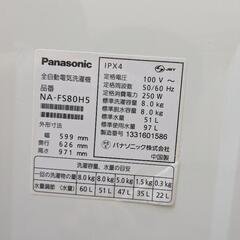 Panasonic
全自動電気洗濯機
品番
NA-FS80H5
外形寸法
幅 599 mm
奥行 626 mm
高さ 971 mm
IPX4
JET
定格電圧 100 V～
定格周波数 50/60 Hz
定格消費電力 250 W
標準洗濯容量 8.0 kg
標準脱水容量 8.0 kg
標準水量 51 L
標準使用水量 97 L
製造番号 1331601586
パナソニック株式会社
中国製
洗濯容量・水量の目安
一回の洗濯物の量 8.0 kg 8.0 kg 5.0 kg 1.5 kg 0.3 kg
水量調節(水量) 60 L 51 L 47 L 35 L 22 L